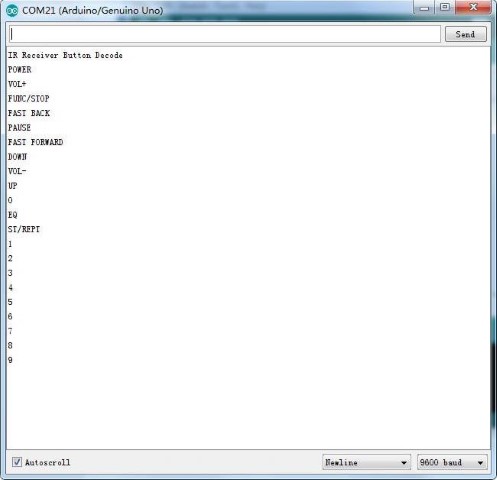 COM21 (Arduino/Genuino Uno)
Send
IR Receiver Button Decode
POWER
VOL+
FUNC/STOP
FAST BACK
PAUSE
FAST FORWARD
DOWN
VOL-
UP
0
EQ
ST/REPT
1
2
3
4
5
6
7
8
9
Autoscroll
Newline
9600 baud